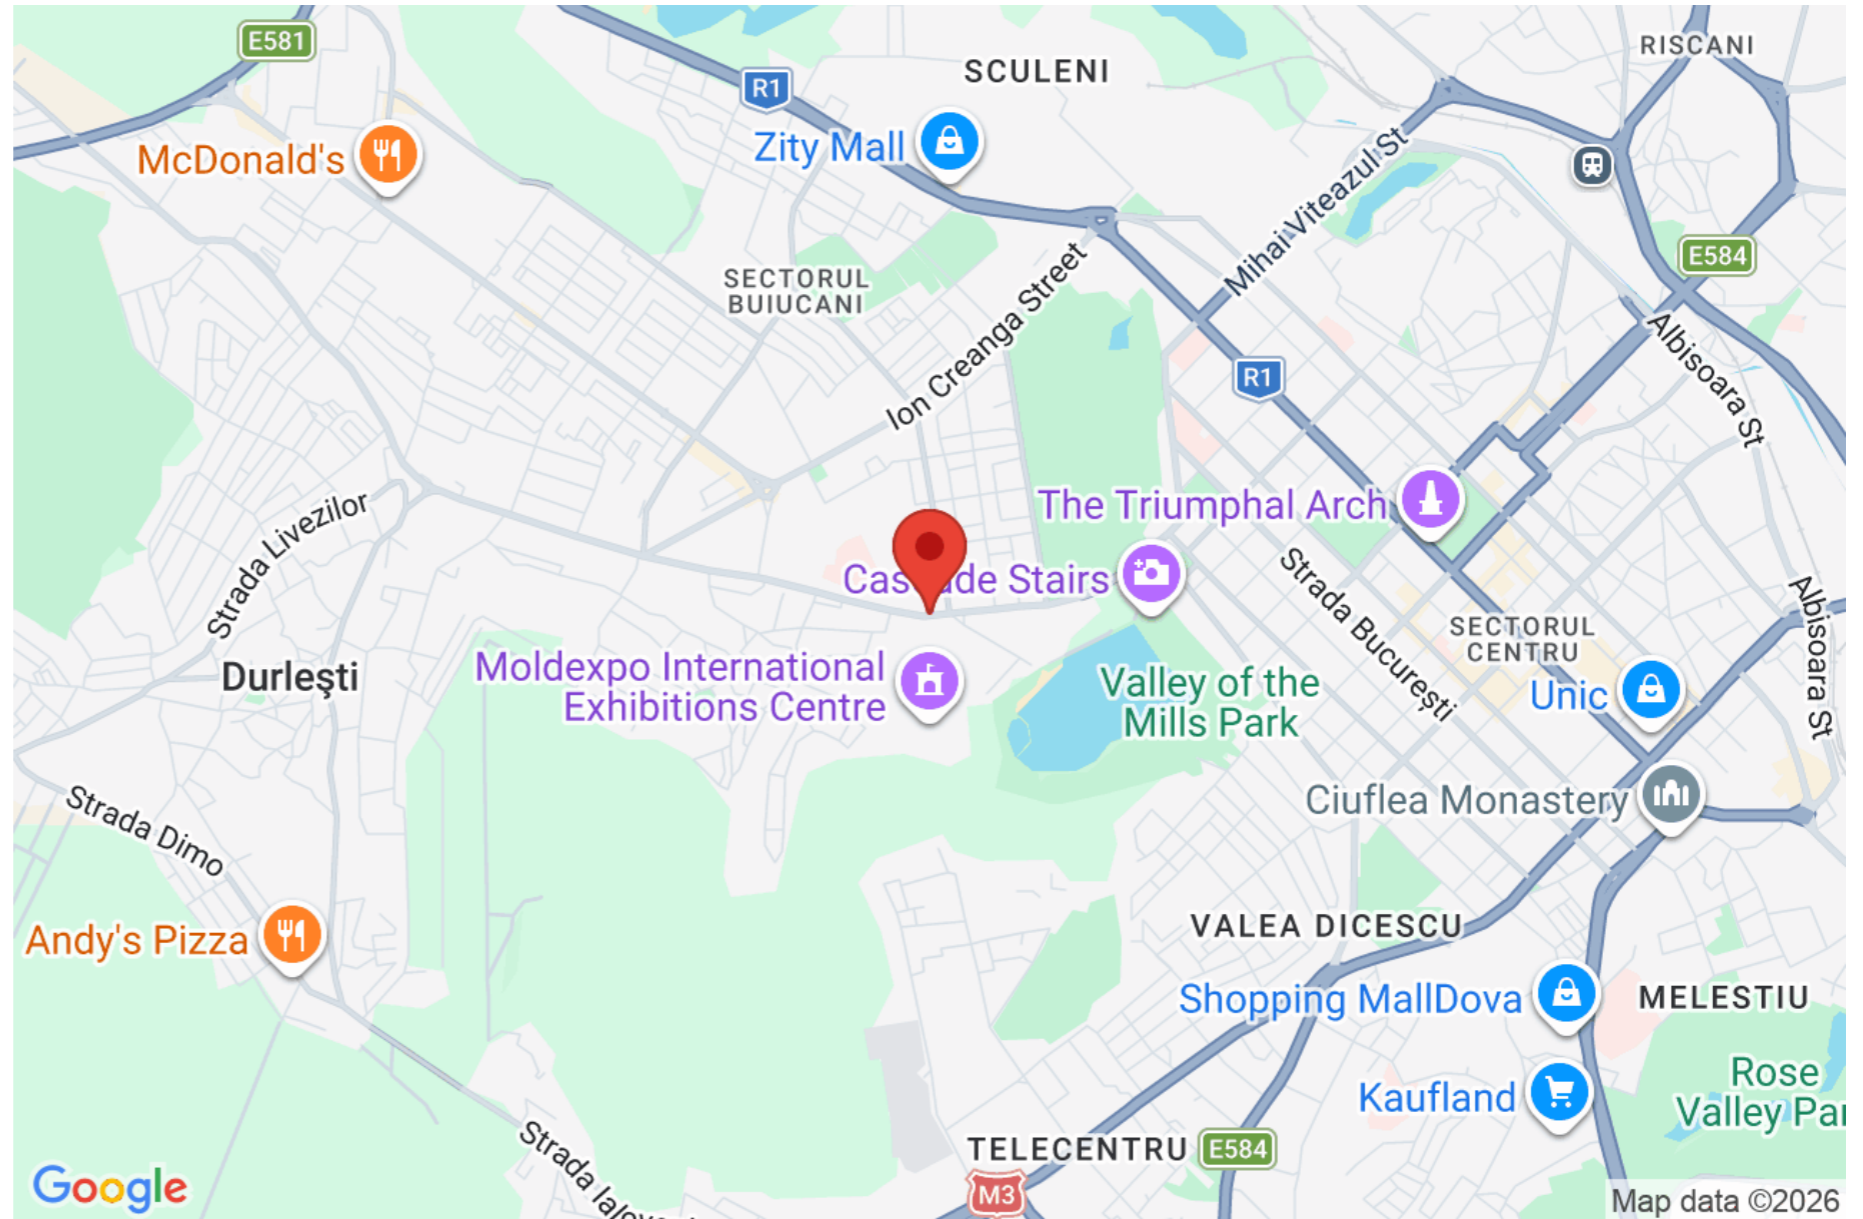 E581
RISCANI
SCULENI
R1
Zity Mall
McDonald's
Mihai Viteazul St
E584
SECTORUL
BUIUCANI
Ion Creanga Street
Albisoara St
R1
The Triumphal Arch
Strada Livezilor
Cascade Stairs
Strada București
Albisoara St
SECTORUL
CENTRU
Durleşti
Moldexpo International
Exhibitions Centre
Valley of the
Mills Park
Unic
Strada Dimo
Ciuflea Monastery
Andy's Pizza
VALEA DICESCU
Shopping MallDova
MELESTIU
Rose
Valley Par
Kaufland
TELECENTRU
E584
Strada
M3
Google
Map data ©2026